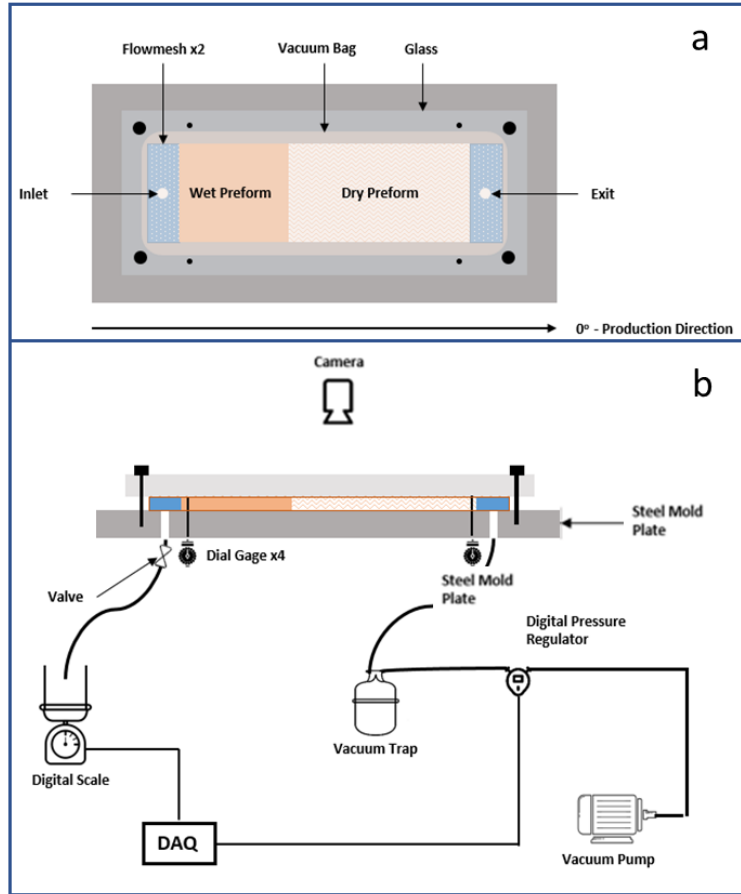 a
Flowmesh x2
Vacuum Bag
Glass
Inlet
Wet Preform
Dry Preform
Exit
0° - Production Direction
b
Camera
Steel Mold
Plate
Dial Gage x4
Valve
Steel Mold
Plate
Digital Pressure
Regulator
Vacuum Trap
Digital Scale
DAQ
Vacuum Pump